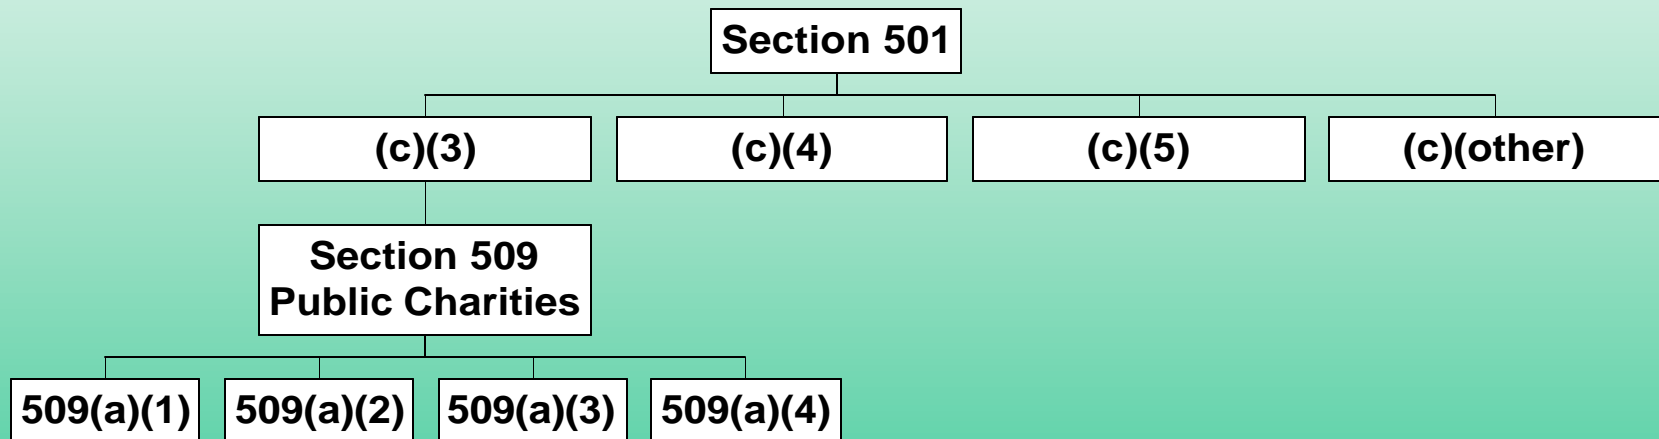 Section 501
(c)(3)
(c)(4)
(c)(5)
(c)(other)
Section 509
Public Charities
509(a)(1)
509(a)(2)
509(a)(3)
509(a)(4)